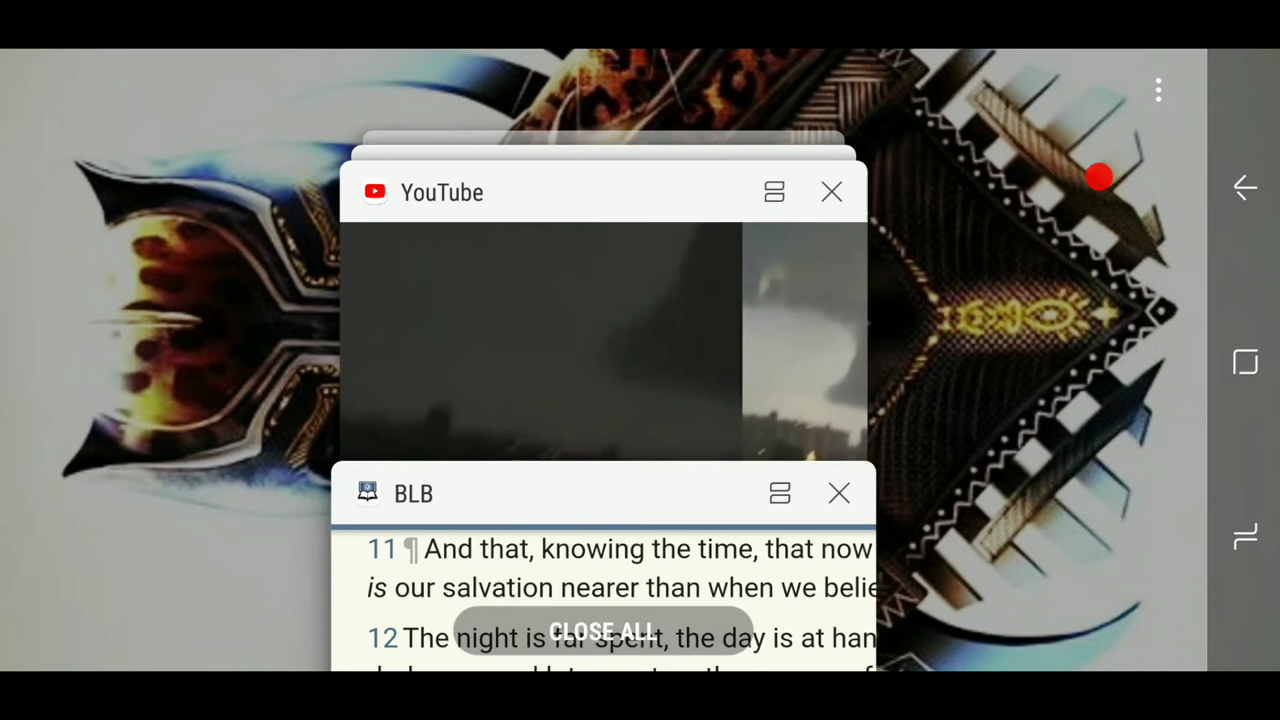 YouTube
BLB
11 ¶ And that, knowing the time, that now
is our salvation nearer than when we belie
12 The night is far spent, the day is at han
CLOSE ALL